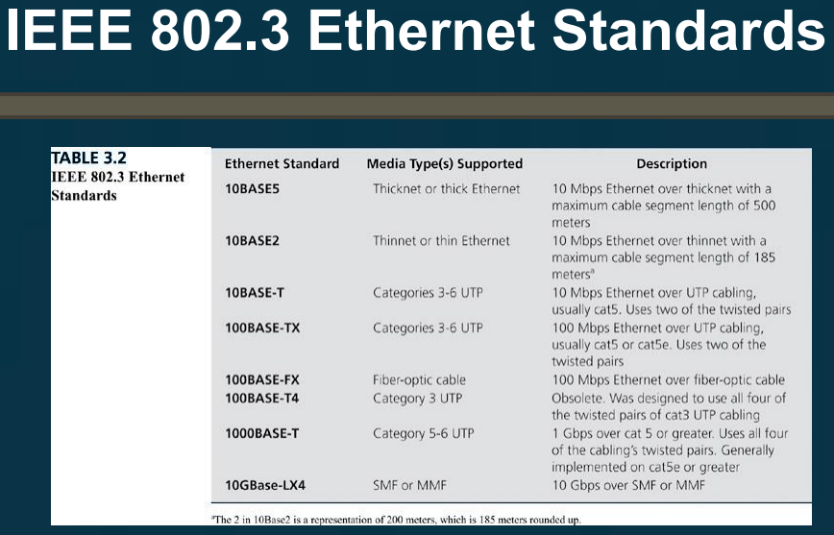 IEEE 802.3 Ethernet Standards
TABLE 3.2
IEEE 802.3 Ethernet
Standards
Ethernet Standard Media Type(s) Supported Description
10BASE5 Thicknet or thick Ethernet 10 Mbps Ethernet over thicknet with a
maximum cable segment length of 500
meters
10BASE2 Thinnet or thin Ethernet 10 Mbps Ethernet over thinnet with a
maximum cable segment length of 185
metersᵃ
10BASE-T Categories 3-6 UTP 10 Mbps Ethernet over UTP cabling,
usually cat5. Uses two of the twisted pairs
100BASE-TX Categories 3-6 UTP 100 Mbps Ethernet over UTP cabling,
usually cat5 or cat5e. Uses two of the
twisted pairs
100BASE-FX Fiber-optic cable 100 Mbps Ethernet over fiber-optic cable
100BASE-T4 Category 3 UTP Obsolete. Was designed to use all four of
the twisted pairs of cat3 UTP cabling
1000BASE-T Category 5-6 UTP 1 Gbps over cat 5 or greater. Uses all four
of the cabling's twisted pairs. Generally
implemented on cat5e or greater
10GBase-LX4 SMF or MMF 10 Gbps over SMF or MMF
ᵃThe 2 in 10Base2 is a representation of 200 meters, which is 185 meters rounded up.